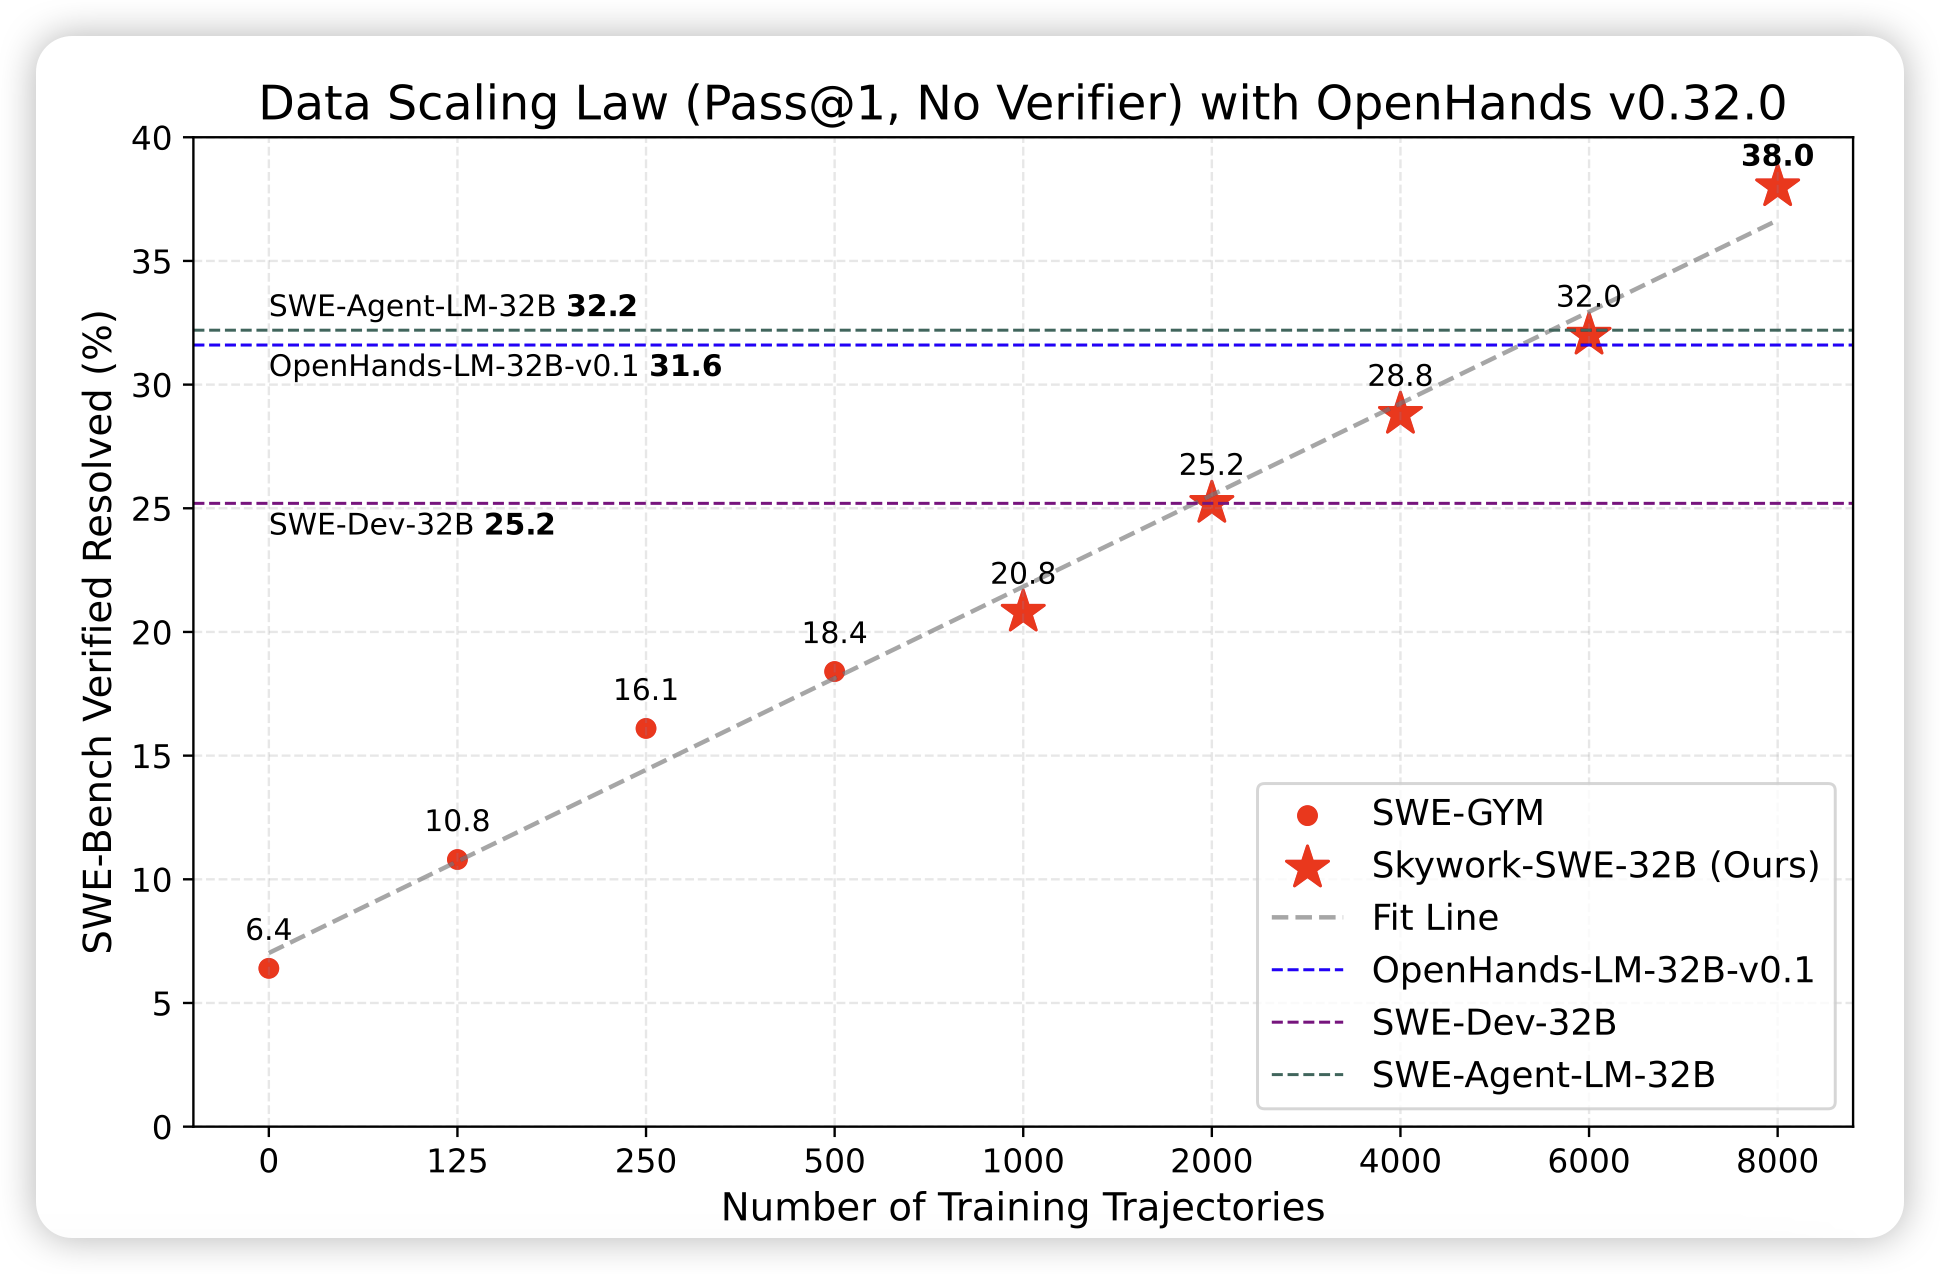 Data Scaling Law (Pass@1, No Verifier) with OpenHands v0.32.0
SWE-Bench Verified Resolved (%)
40
35
30
25
20
15
10
5
0
38.0
32.0
28.8
25.2
20.8
18.4
16.1
10.8
6.4
SWE-Agent-LM-32B 32.2
OpenHands-LM-32B-v0.1 31.6
SWE-Dev-32B 25.2
SWE-GYM
Skywork-SWE-32B (Ours)
Fit Line
OpenHands-LM-32B-v0.1
SWE-Dev-32B
SWE-Agent-LM-32B
0 125 250 500 1000 2000 4000 6000 8000
Number of Training Trajectories